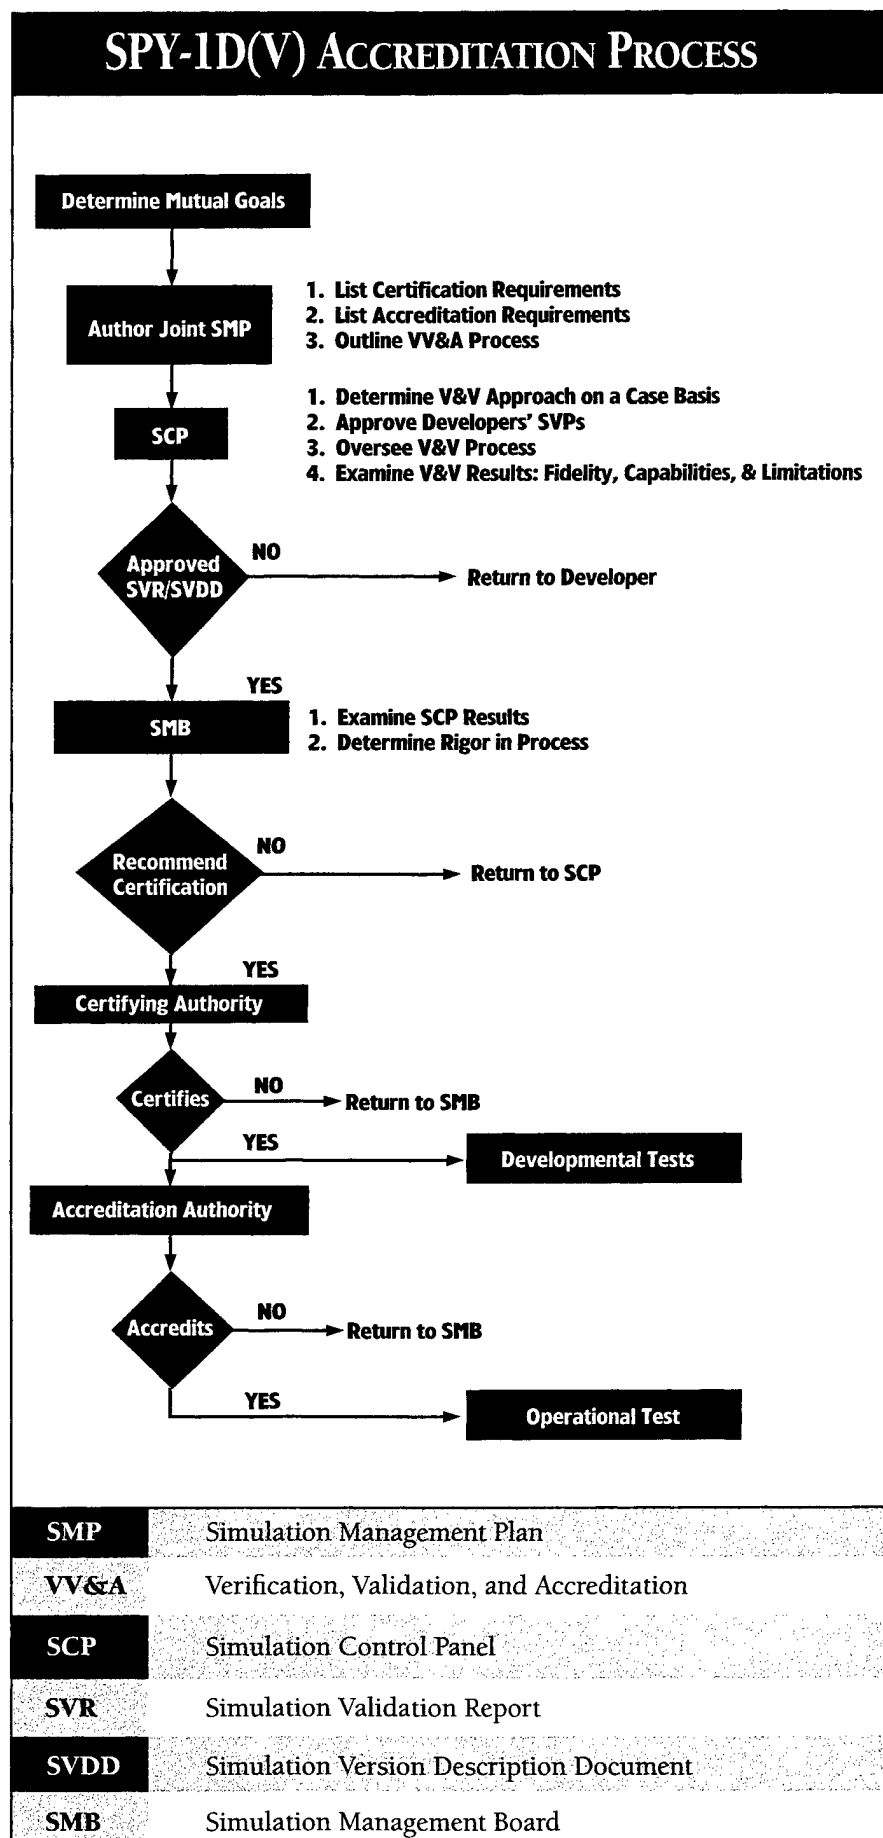 SPY-1D(V) ACCREDITATION PROCESS
Determine Mutual Goals
Author Joint SMP
1. List Certification Requirements
2. List Accreditation Requirements
3. Outline VV&A Process
SCP
1. Determine V&V Approach on a Case Basis
2. Approve Developers' SVPs
3. Oversee V&V Process
4. Examine V&V Results: Fidelity, Capabilities, & Limitations
Approved
SVR/SVDD
NO
Return to Developer
YES
SMB
1. Examine SCP Results
2. Determine Rigor in Process
Recommend
Certification
NO
Return to SCP
YES
Certifying Authority
Certifies
NO
Return to SMB
YES
Developmental Tests
Accreditation Authority
Accredits
NO
Return to SMB
YES
Operational Test
SMP Simulation Management Plan
VV&A Verification, Validation, and Accreditation
SCP Simulation Control Panel
SVR Simulation Validation Report
SVDD Simulation Version Description Document
SMB Simulation Management Board